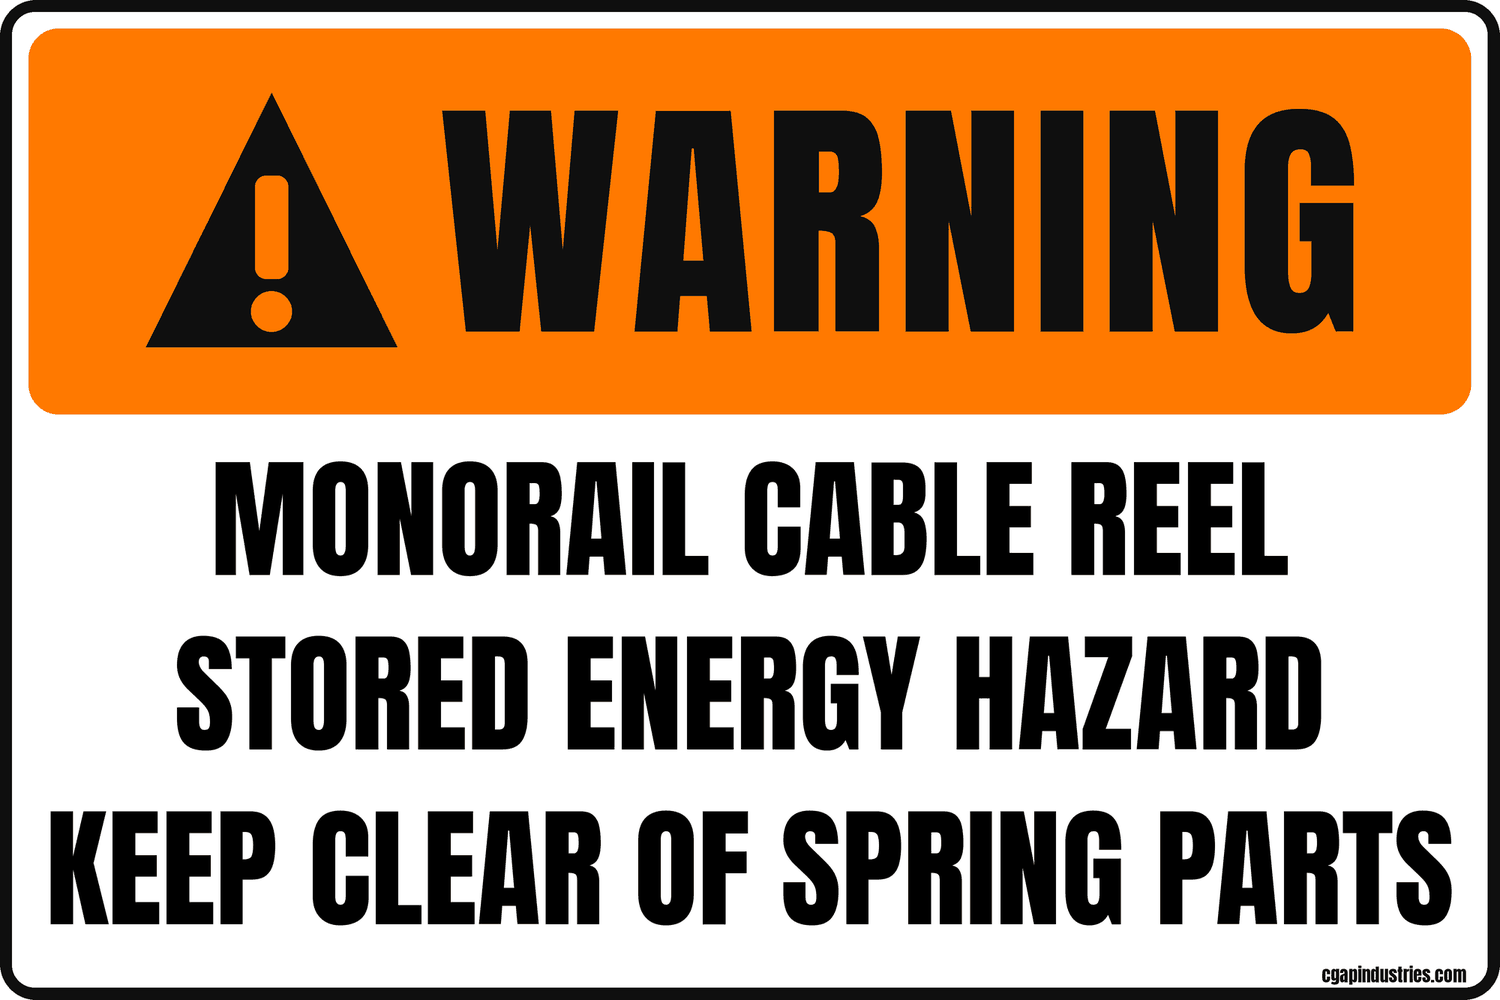 WARNING
MONORAIL CABLE REEL
STORED ENERGY HAZARD
KEEP CLEAR OF SPRING PARTS
cgapindustries.com